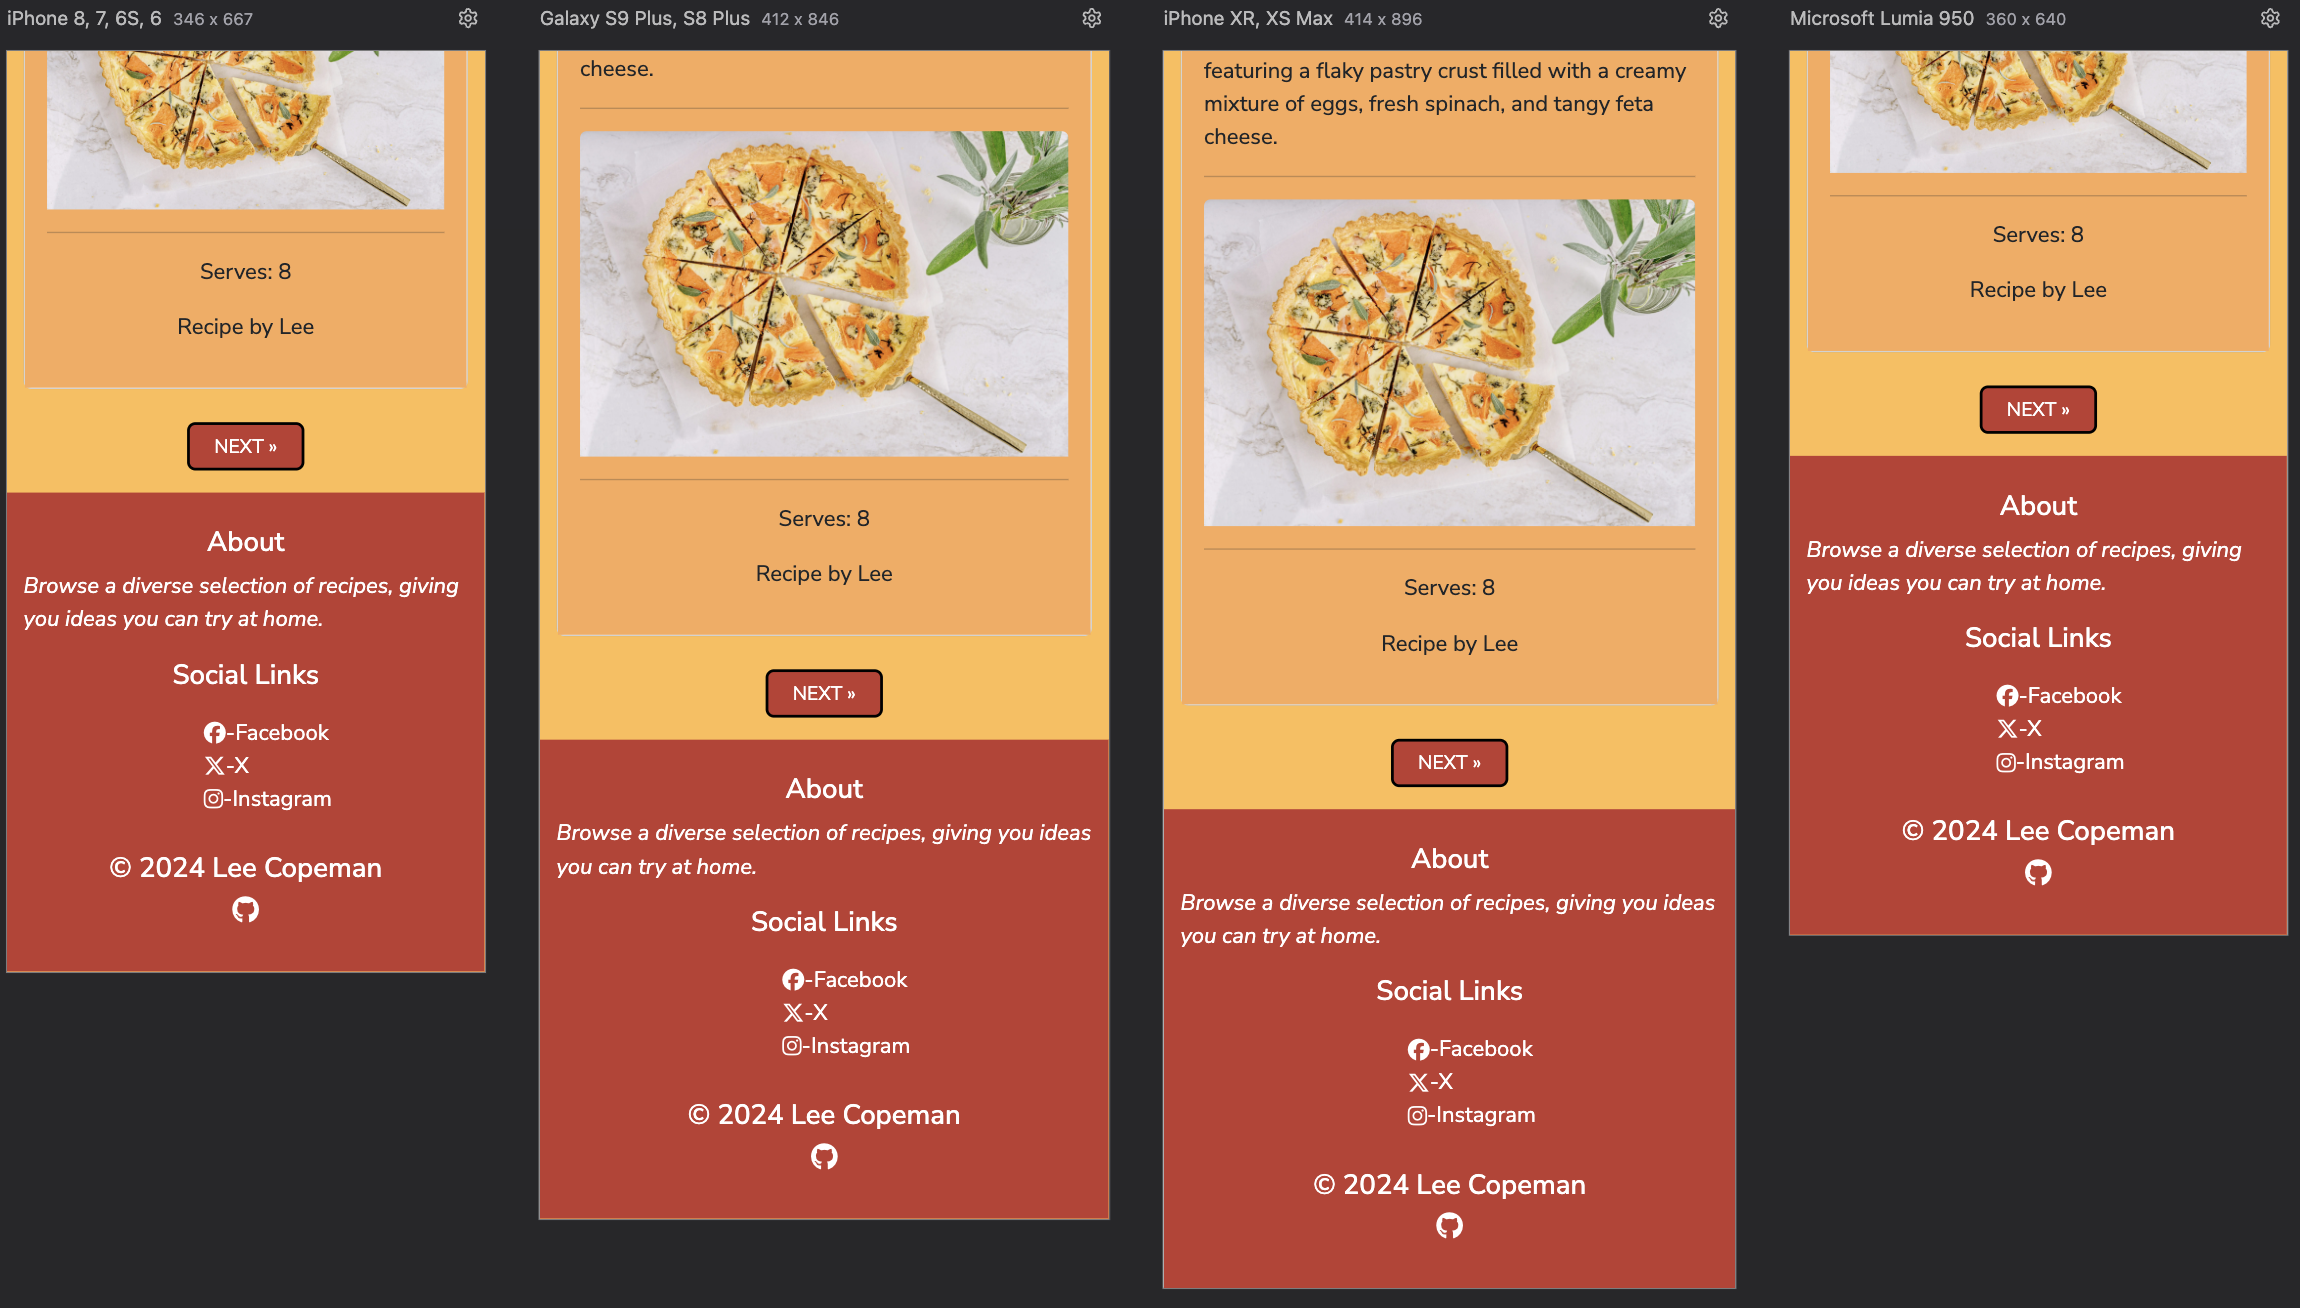 iPhone 8, 7, 6S, 6 346 x 667
Serves: 8
Recipe by Lee
NEXT »
About
Browse a diverse selection of recipes, giving
you ideas you can try at home.
Social Links
-Facebook
-X
-Instagram
© 2024 Lee Copeman
Galaxy S9 Plus, S8 Plus 412 x 846
cheese.
Serves: 8
Recipe by Lee
NEXT »
About
Browse a diverse selection of recipes, giving you ideas
you can try at home.
Social Links
-Facebook
-X
-Instagram
© 2024 Lee Copeman
iPhone XR, XS Max 414 x 896
featuring a flaky pastry crust filled with a creamy
mixture of eggs, fresh spinach, and tangy feta
cheese.
Serves: 8
Recipe by Lee
NEXT »
About
Browse a diverse selection of recipes, giving you ideas
you can try at home.
Social Links
-Facebook
-X
-Instagram
© 2024 Lee Copeman
Microsoft Lumia 950 360 x 640
Serves: 8
Recipe by Lee
NEXT »
About
Browse a diverse selection of recipes, giving
you ideas you can try at home.
Social Links
-Facebook
-X
-Instagram
© 2024 Lee Copeman